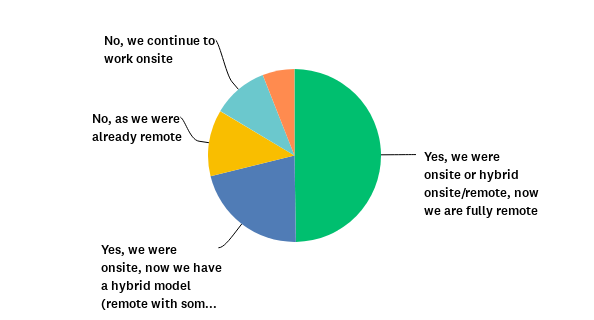 No, we continue to
work onsite
No, as we were
already remote
Yes, we were
onsite or hybrid
onsite/remote, now
we are fully remote
Yes, we were
onsite, now we have
a hybrid model
(remote with som...